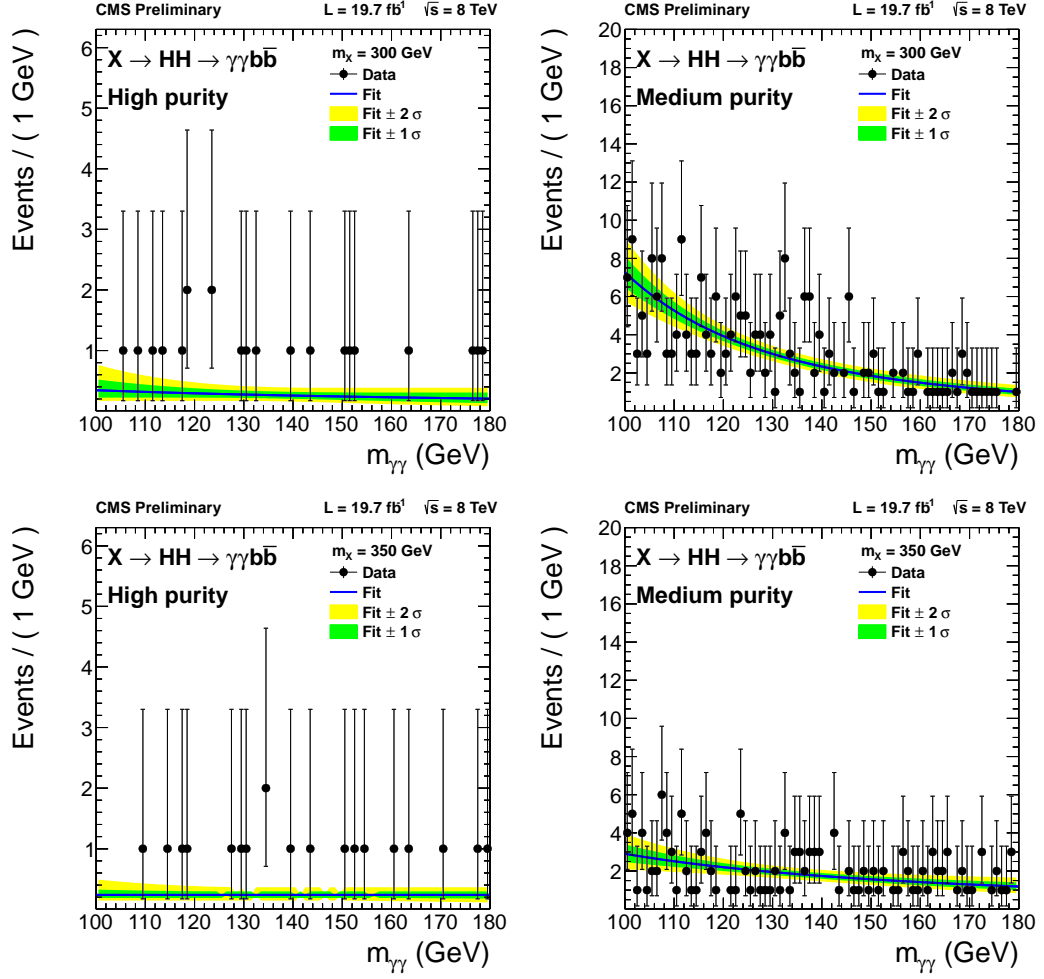 CMS Preliminary L = 19.7 fb⁻¹ √s = 8 TeV
X → HH → γγbb̅
High purity
m_X = 300 GeV
Data
Fit
Fit ± 2 σ
Fit ± 1 σ
Events / ( 1 GeV )
6
5
4
3
2
1
100 110 120 130 140 150 160 170 180
m_γγ (GeV)
CMS Preliminary L = 19.7 fb⁻¹ √s = 8 TeV
X → HH → γγbb̅
Medium purity
m_X = 300 GeV
Data
Fit
Fit ± 2 σ
Fit ± 1 σ
Events / ( 1 GeV )
20
18
16
14
12
10
8
6
4
2
100 110 120 130 140 150 160 170 180
m_γγ (GeV)
CMS Preliminary L = 19.7 fb⁻¹ √s = 8 TeV
X → HH → γγbb̅
High purity
m_X = 350 GeV
Data
Fit
Fit ± 2 σ
Fit ± 1 σ
Events / ( 1 GeV )
6
5
4
3
2
1
100 110 120 130 140 150 160 170 180
m_γγ (GeV)
CMS Preliminary L = 19.7 fb⁻¹ √s = 8 TeV
X → HH → γγbb̅
Medium purity
m_X = 350 GeV
Data
Fit
Fit ± 2 σ
Fit ± 1 σ
Events / ( 1 GeV )
20
18
16
14
12
10
8
6
4
2
100 110 120 130 140 150 160 170 180
m_γγ (GeV)